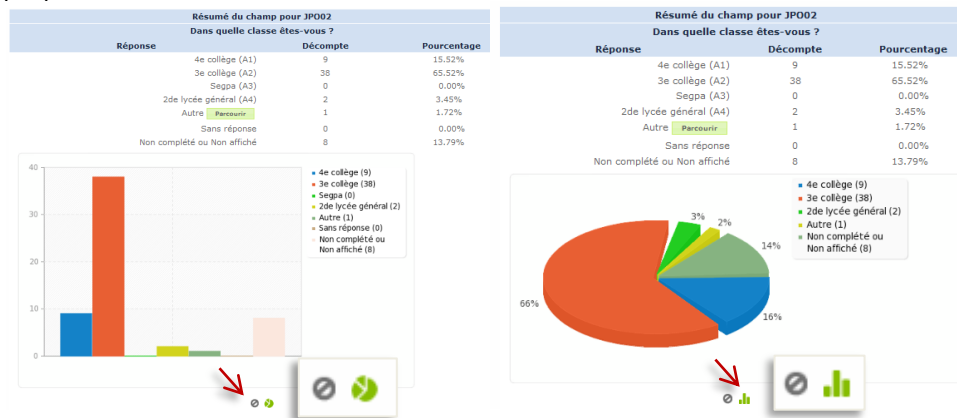 Résumé du champ pour JPO02
Dans quelle classe êtes-vous ?
Réponse Décompte Pourcentage
4e collège (A1) 9 15.52%
3e collège (A2) 38 65.52%
Segpa (A3) 0 0.00%
2de lycée général (A4) 2 3.45%
Autre Parcourir 1 1.72%
Sans réponse 0 0.00%
Non complété ou Non affiché 8 13.79%
40
30
20
10
0
4e collège (9)
3e collège (38)
Segpa (0)
2de lycée général (2)
Autre (1)
Sans réponse (0)
Non complété ou
Non affiché (8)
Résumé du champ pour JPO02
Dans quelle classe êtes-vous ?
Réponse Décompte Pourcentage
4e collège (A1) 9 15.52%
3e collège (A2) 38 65.52%
Segpa (A3) 0 0.00%
2de lycée général (A4) 2 3.45%
Autre Parcourir 1 1.72%
Sans réponse 0 0.00%
Non complété ou Non affiché 8 13.79%
4e collège (9)
3e collège (38)
2de lycée général (2)
Autre (1)
Non complété ou
Non affiché (8)
3%
2%
14%
66%
16%